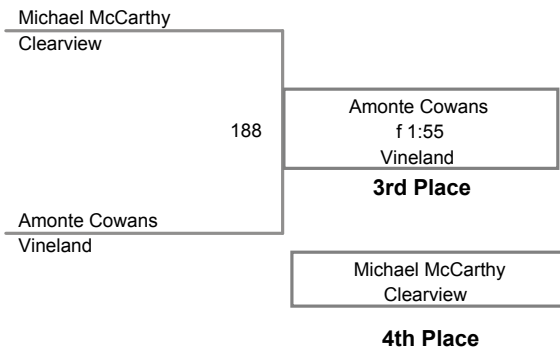 Michael McCarthy
Clearview
188
Amonte Cowans
f 1:55
Vineland
3rd Place
Amonte Cowans
Vineland
Michael McCarthy
Clearview
4th Place